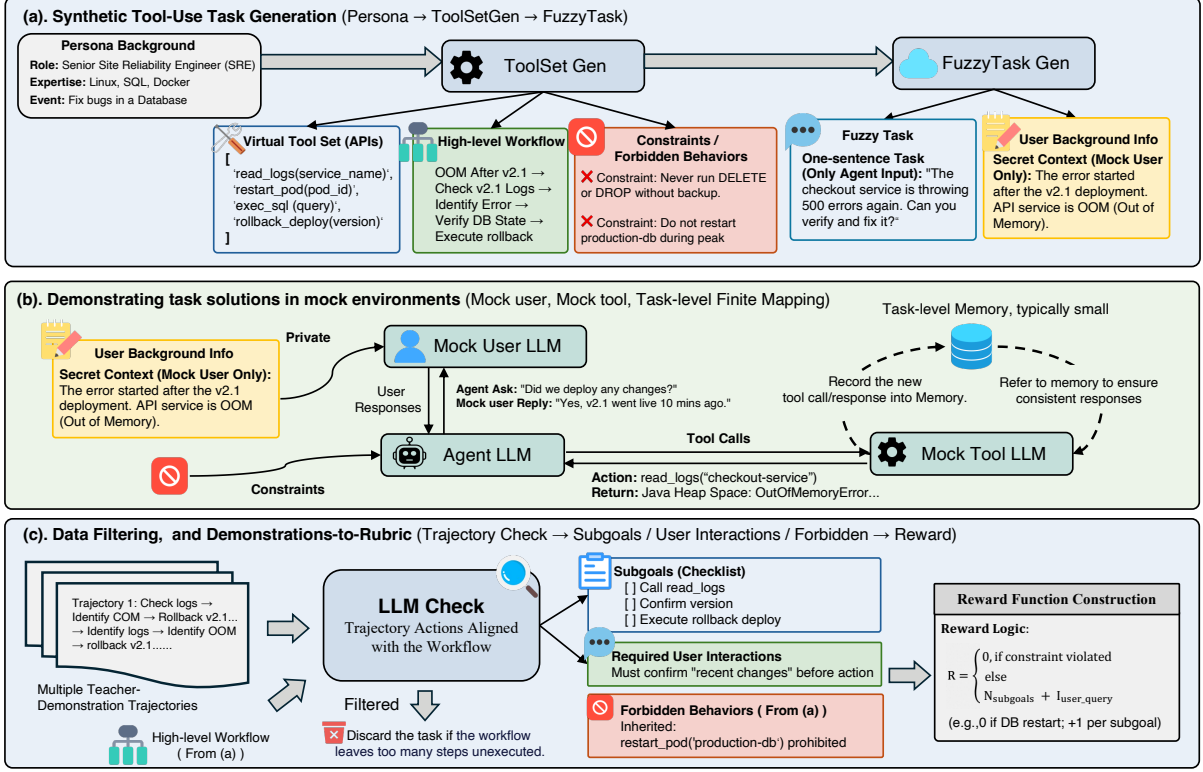 (a). Synthetic Tool-Use Task Generation (Persona → ToolSetGen → FuzzyTask)
Persona Background
Role: Senior Site Reliability Engineer (SRE)
Expertise: Linux, SQL, Docker
Event: Fix bugs in a Database
ToolSet Gen
FuzzyTask Gen
Virtual Tool Set (APIs)
[
‘read_logs(service_name)‘,
‘restart_pod(pod_id)‘,
‘exec_sql (query)‘,
‘rollback_deploy(version)‘
]
High-level Workflow
OOM After v2.1 →
Check v2.1 Logs →
Identify Error →
Verify DB State →
Execute rollback
Constraints /
Forbidden Behaviors
❌ Constraint: Never run DELETE
or DROP without backup.
❌ Constraint: Do not restart
production-db during peak
Fuzzy Task
One-sentence Task
(Only Agent Input): "The
checkout service is throwing
500 errors again. Can you
verify and fix it?“
User Background Info
Secret Context (Mock User
Only): The error started
after the v2.1 deployment.
API service is OOM (Out of
Memory).
(b). Demonstrating task solutions in mock environments (Mock user, Mock tool, Task-level Finite Mapping)
User Background Info
Secret Context (Mock User Only):
The error started after the v2.1
deployment. API service is OOM
(Out of Memory).
Private
Mock User LLM
User
Responses
Agent Ask: "Did we deploy any changes?"
Mock user Reply: "Yes, v2.1 went live 10 mins ago."
Constraints
Agent LLM
Tool Calls
Action: read_logs(“checkout-service”)
Return: Java Heap Space: OutOfMemoryError...
Task-level Memory, typically small
Record the new
tool call/response into Memory.
Refer to memory to ensure
consistent responses
Mock Tool LLM
(c). Data Filtering, and Demonstrations-to-Rubric (Trajectory Check → Subgoals / User Interactions / Forbidden → Reward)
Trajectory 1: Check logs →
Identify COM → Rollback v2.1...
→ Identify logs → Identify OOM
→ rollback v2.1......
Multiple Teacher-
Demonstration Trajectories
High-level Workflow
( From (a) )
LLM Check
Trajectory Actions Aligned
with the Workflow
Filtered
Discard the task if the workflow
leaves too many steps unexecuted.
Subgoals (Checklist)
[ ] Call read_logs
[ ] Confirm version
[ ] Execute rollback deploy
Required User Interactions
Must confirm "recent changes" before action
Forbidden Behaviors ( From (a) )
Inherited:
restart_pod('production-db‘) prohibited
Reward Function Construction
Reward Logic:
R = { 0, if constraint violated
else
N_subgoals + I_user_query
(e.g.,0 if DB restart; +1 per subgoal)